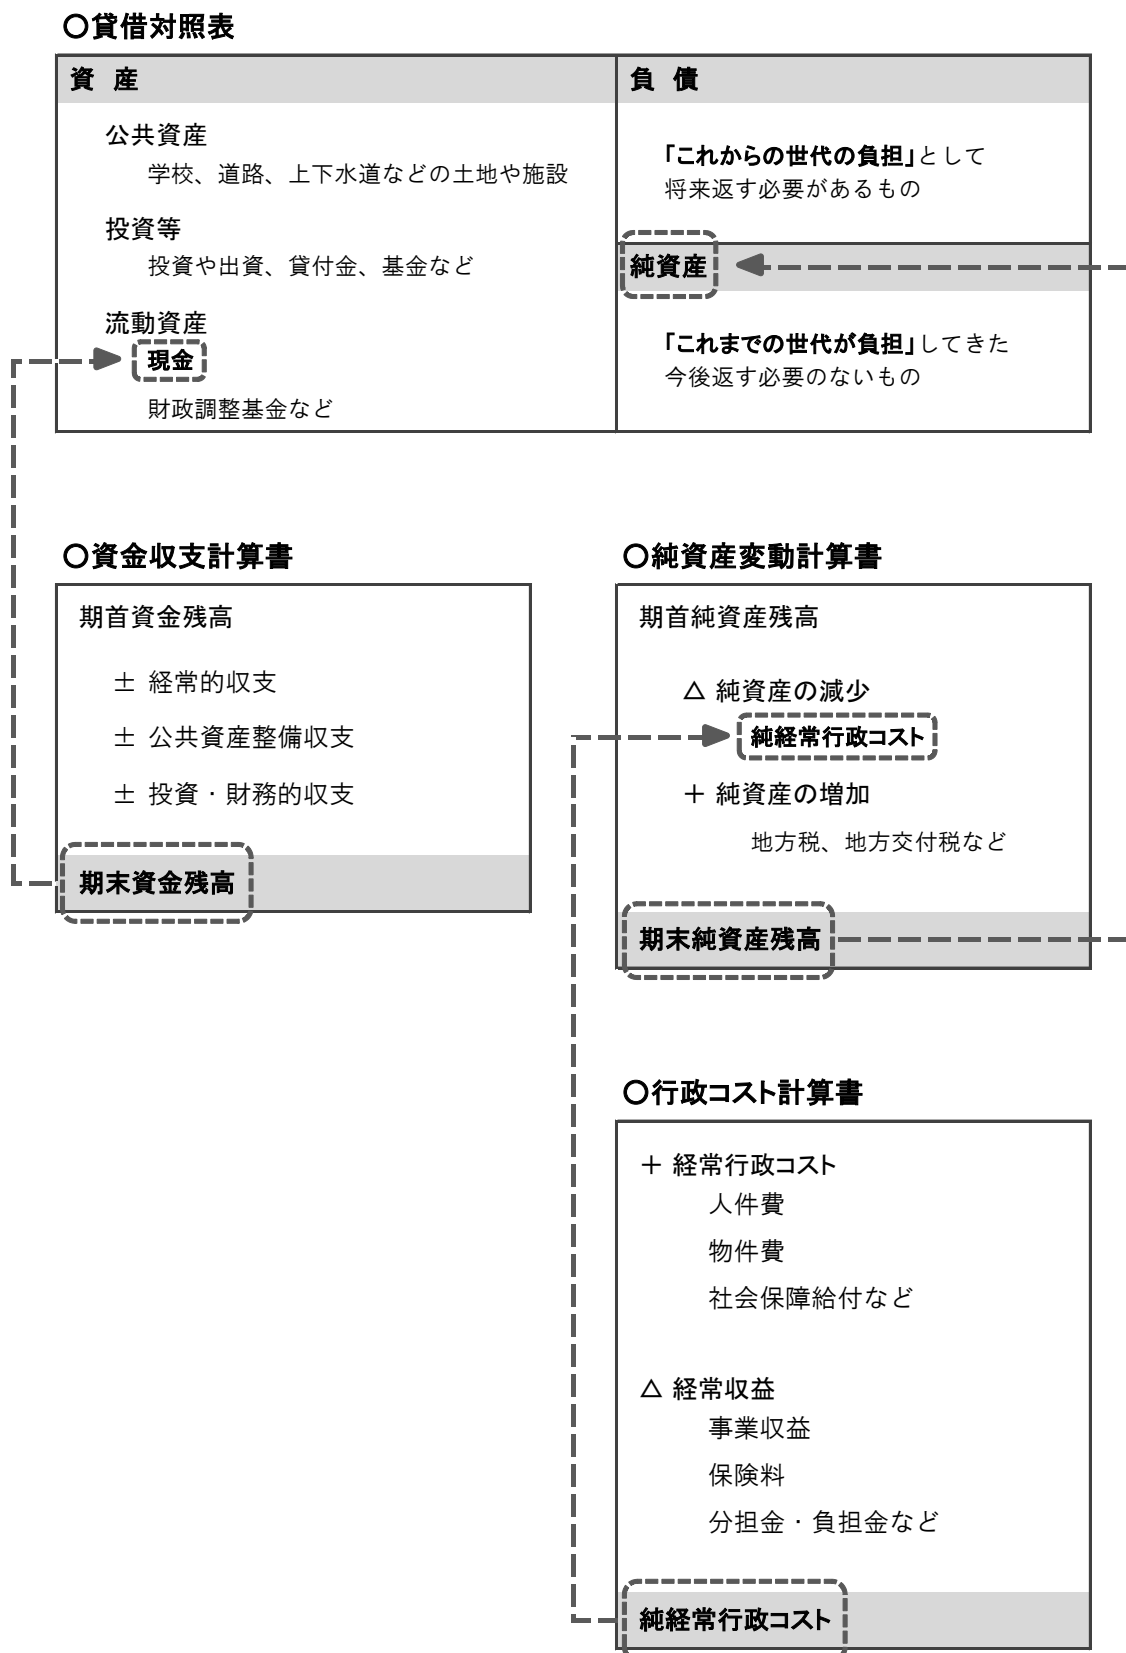 〇貸借対照表
資 産
公共資産
学校、道路、上下水道などの土地や施設
投資等
投資や出資、貸付金、基金など
流動資産
現金
財政調整基金など
負 債
「これからの世代の負担」として
将来返す必要があるもの
純資産
「これまでの世代が負担」してきた
今後返す必要のないもの
〇資金収支計算書
期首資金残高
± 経常的収支
± 公共資産整備収支
± 投資・財務的収支
期末資金残高
〇純資産変動計算書
期首純資産残高
△ 純資産の減少
純経常行政コスト
＋ 純資産の増加
地方税、地方交付税など
期末純資産残高
〇行政コスト計算書
＋ 経常行政コスト
人件費
物件費
社会保障給付など
△ 経常収益
事業収益
保険料
分担金・負担金など
純経常行政コスト